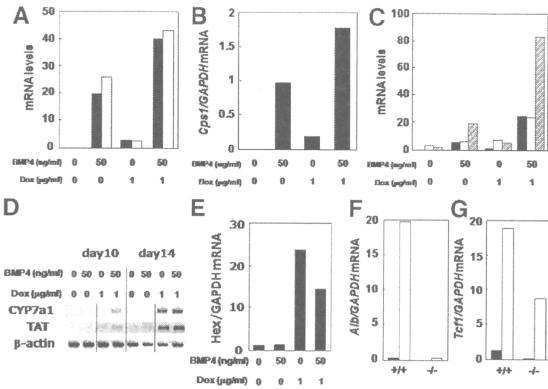 A
B
C
mRNA levels
50
40
30
20
10
0
Cps1/GAPDH mRNA
2
1.5
1
0.5
0
mRNA levels
100
80
60
40
20
0
BMP4 (ng/ml) 0 50 0 50
Dox (μg/ml) 0 0 1 1
0 50 0 50
Dox (μg/ml) 0 0 1 1
BMP4 (ng/ml) 0 50 0 50
Dox (μg/ml) 0 0 1 1
D
E
F
G
day10 day14
BMP4 (ng/ml) 0 50 0 50 0 50 0 50
Dox (μg/ml) 0 0 1 1 0 0 1 1
CYP7a1
TAT
β-actin
Hex/GAPDH mRNA
30
20
10
0
BMP4 (ng/ml) 0 50 0 50
Dox (μg/ml) 0 0 1 1
Alb/GAPDH mRNA
20
15
10
5
0
+/+ -/-
Tcf1/GAPDH mRNA
20
15
10
5
0
+/+ -/-